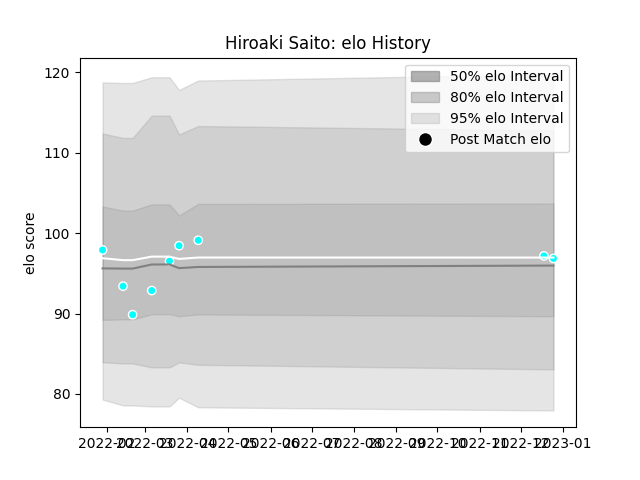 Hiroaki Saito: elo History
120
110
100
90
80
elo score
50% elo Interval
80% elo Interval
95% elo Interval
Post Match elo
2022-02 2022-03 2022-04 2022-05 2022-06 2022-07 2022-08 2022-09 2022-10 2022-11 2022-12 2023-01